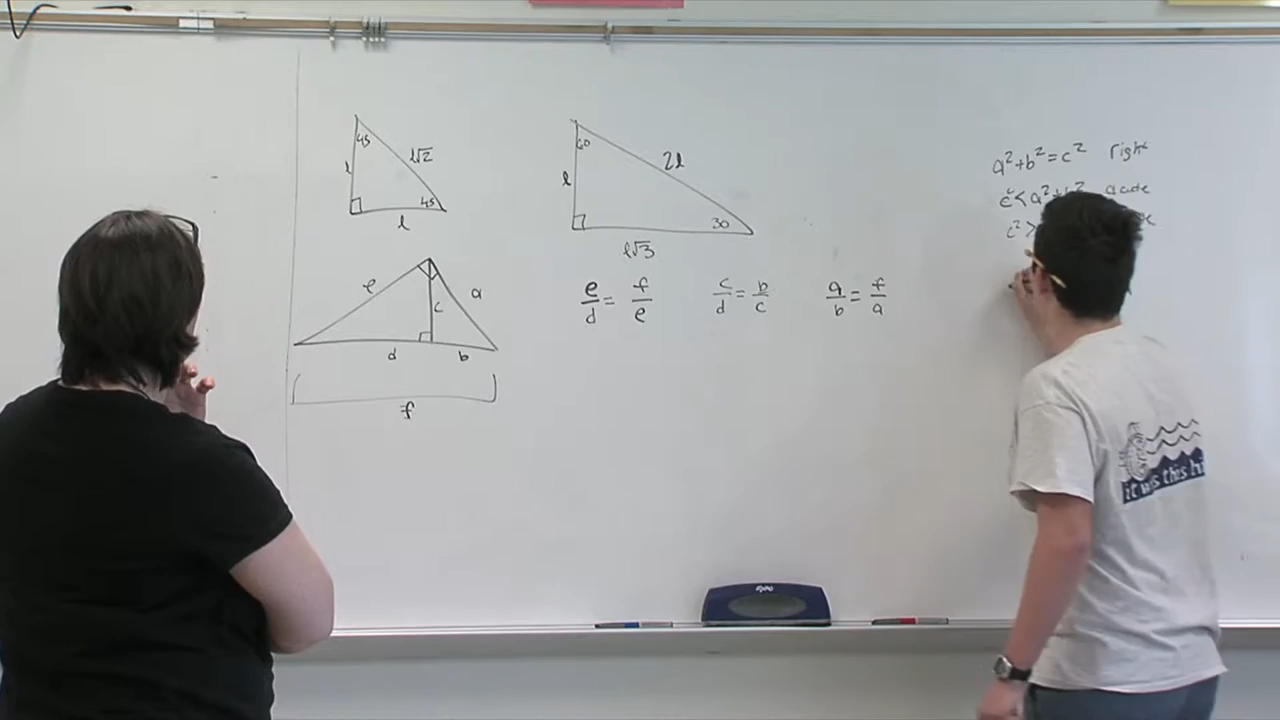 45
l
l√2
45
l
60
l
2l
30
l√3
e
a
c
d
b
f
e/d = f/e
c/d = b/c
a/b = f/a
a²+b²=c² right
c²<a²+b² acute
c²>
it was this
expo